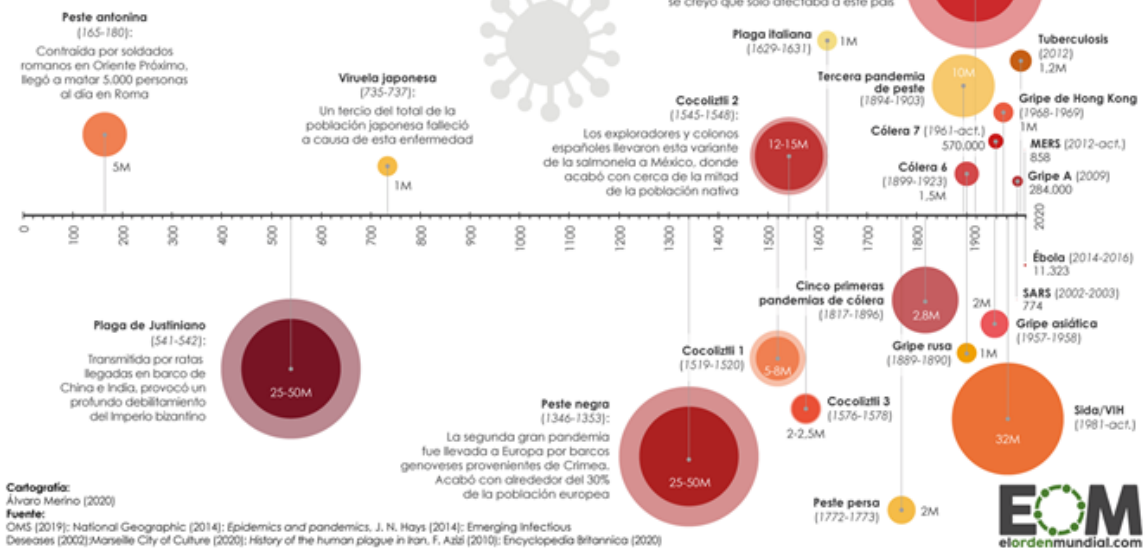 se creyó que solo afectaba a este país
Peste antonina
(165-180):
Contraída por soldados
romanos en Oriente Próximo,
llegó a matar 5.000 personas
al día en Roma
5M
Viruela japonesa
(735-737):
Un tercio del total de la
población japonesa falleció
a causa de esta enfermedad
1M
Cocoliztli 2
(1545-1548):
Los exploradores y colonos
españoles llevaron esta variante
de la salmonela a México, donde
acabó con cerca de la mitad
de la población nativa
12-15M
Plaga italiana
(1629-1631)
1M
Tercera pandemia
de peste
(1894-1903)
10M
Cólera 7 (1961-act.)
570.000
Cólera 6
(1899-1923)
1,5M
Tuberculosis
(2012)
1,2M
Gripe de Hong Kong
(1968-1969)
1M
MERS (2012-act.)
858
Gripe A (2009)
284.000
0
100
200
300
400
500
600
700
800
900
1000
1100
1200
1300
1400
1500
1600
1700
1800
1900
2020
Plaga de Justiniano
(541-542):
Transmitida por ratas
llegadas en barco de
China e India, provocó un
profundo debilitamiento
del Imperio bizantino
25-50M
Peste negra
(1346-1353):
La segunda gran pandemia
fue llevada a Europa por barcos
genoveses provenientes de Crimea.
Acabó con alrededor del 30%
de la población europea
25-50M
Cocoliztli 1
(1519-1520)
5-8M
Cocoliztli 3
(1576-1578)
2-2,5M
Cinco primeras
pandemias de cólera
(1817-1896)
2,8M
Gripe rusa
(1889-1890)
1M
Peste persa
(1772-1773)
2M
Ébola (2014-2016)
11.323
SARS (2002-2003)
774
2M
Gripe asiática
(1957-1958)
Sida/VIH
(1981-act.)
32M
Cartografía:
Álvaro Merino (2020)
Fuente:
OMS (2019); National Geographic (2014); Epidemics and pandemics, J. N. Hays (2014); Emerging Infectious
Deseases (2002);Marseille City of Culture (2020); History of the human plague in Iran, F. Azizi (2010); Encyclopedia Britannica (2020)
EOM
elordenmundial.com